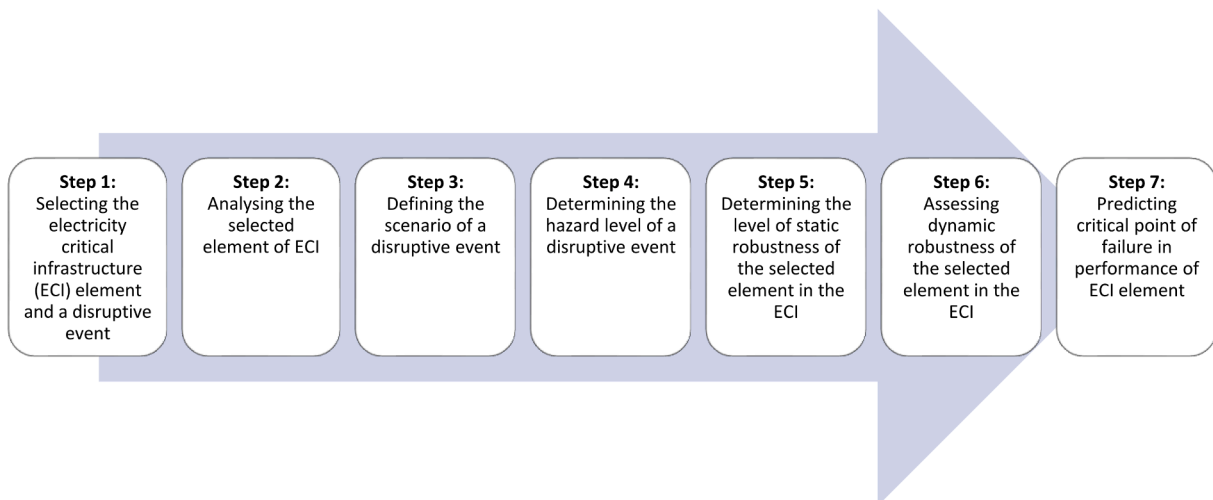 Step 1:
Selecting the
electricity
critical
infrastructure
(ECI) element
and a disruptive
event
Step 2:
Analysing the
selected
element of ECI
Step 3:
Defining the
scenario of a
disruptive event
Step 4:
Determining the
hazard level of a
disruptive event
Step 5:
Determining the
level of static
robustness of
the selected
element in the
ECI
Step 6:
Assessing
dynamic
robustness of
the selected
element in the
ECI
Step 7:
Predicting
critical point of
failure in
performance of
ECI element